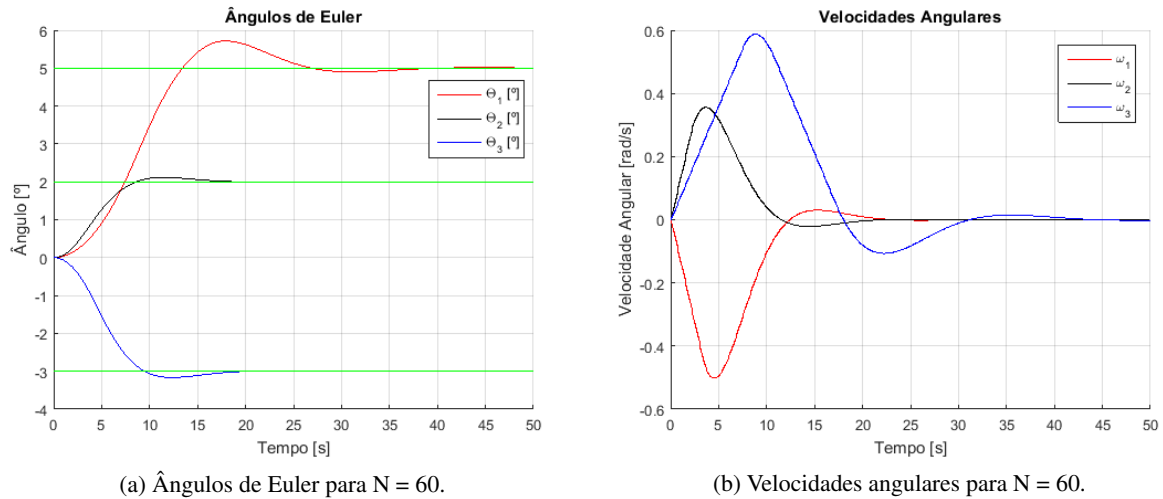 Ângulos de Euler
6
5
4
3
2
1
0
-1
-2
-3
-4
Ângulo [º]
Θ₁ [º]
Θ₂ [º]
Θ₃ [º]
0 5 10 15 20 25 30 35 40 45 50
Tempo [s]
(a) Ângulos de Euler para N = 60.
Velocidades Angulares
0.6
0.4
0.2
0
-0.2
-0.4
-0.6
Velocidade Angular [rad/s]
ω₁
ω₂
ω₃
0 5 10 15 20 25 30 35 40 45 50
Tempo [s]
(b) Velocidades angulares para N = 60.